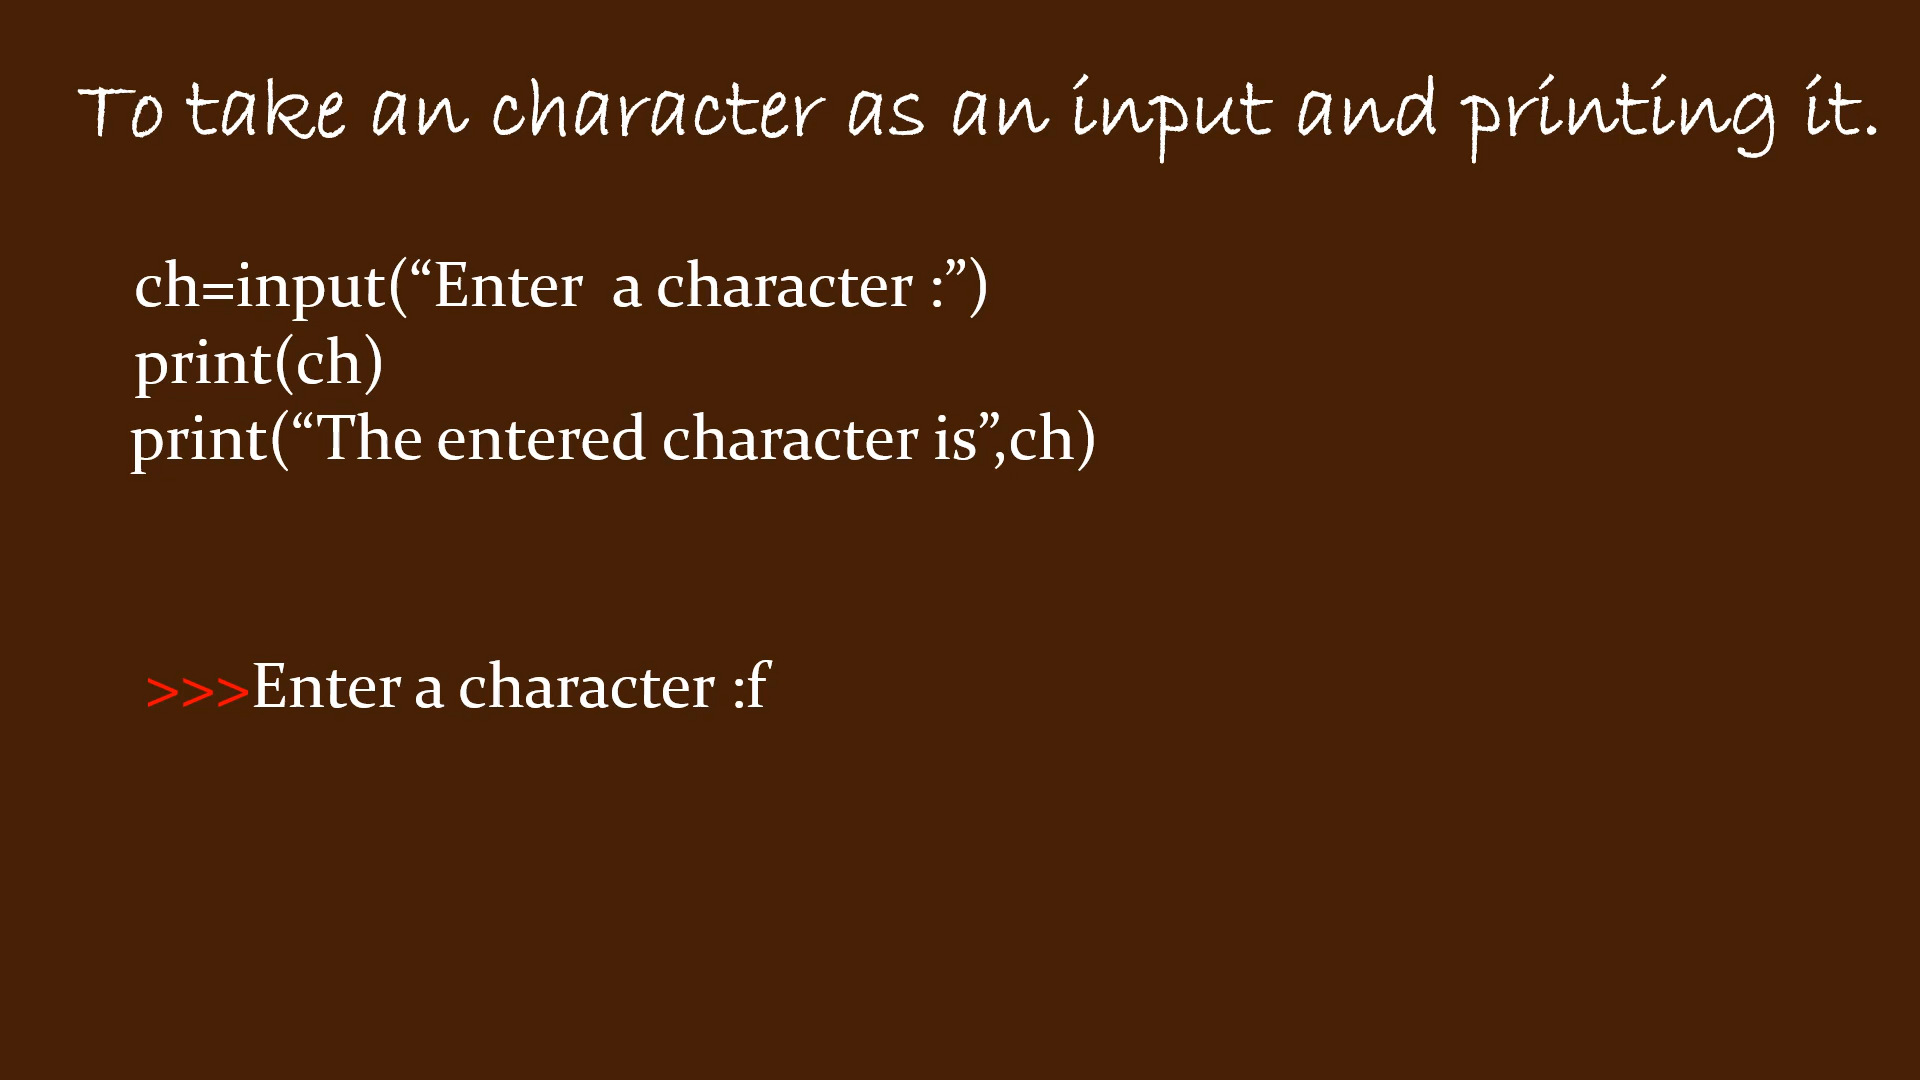 To take an character as an input and printing it.
ch=input(“Enter  a character :”)
print(ch)
print(“The entered character is”,ch)
>>>Enter a character :f